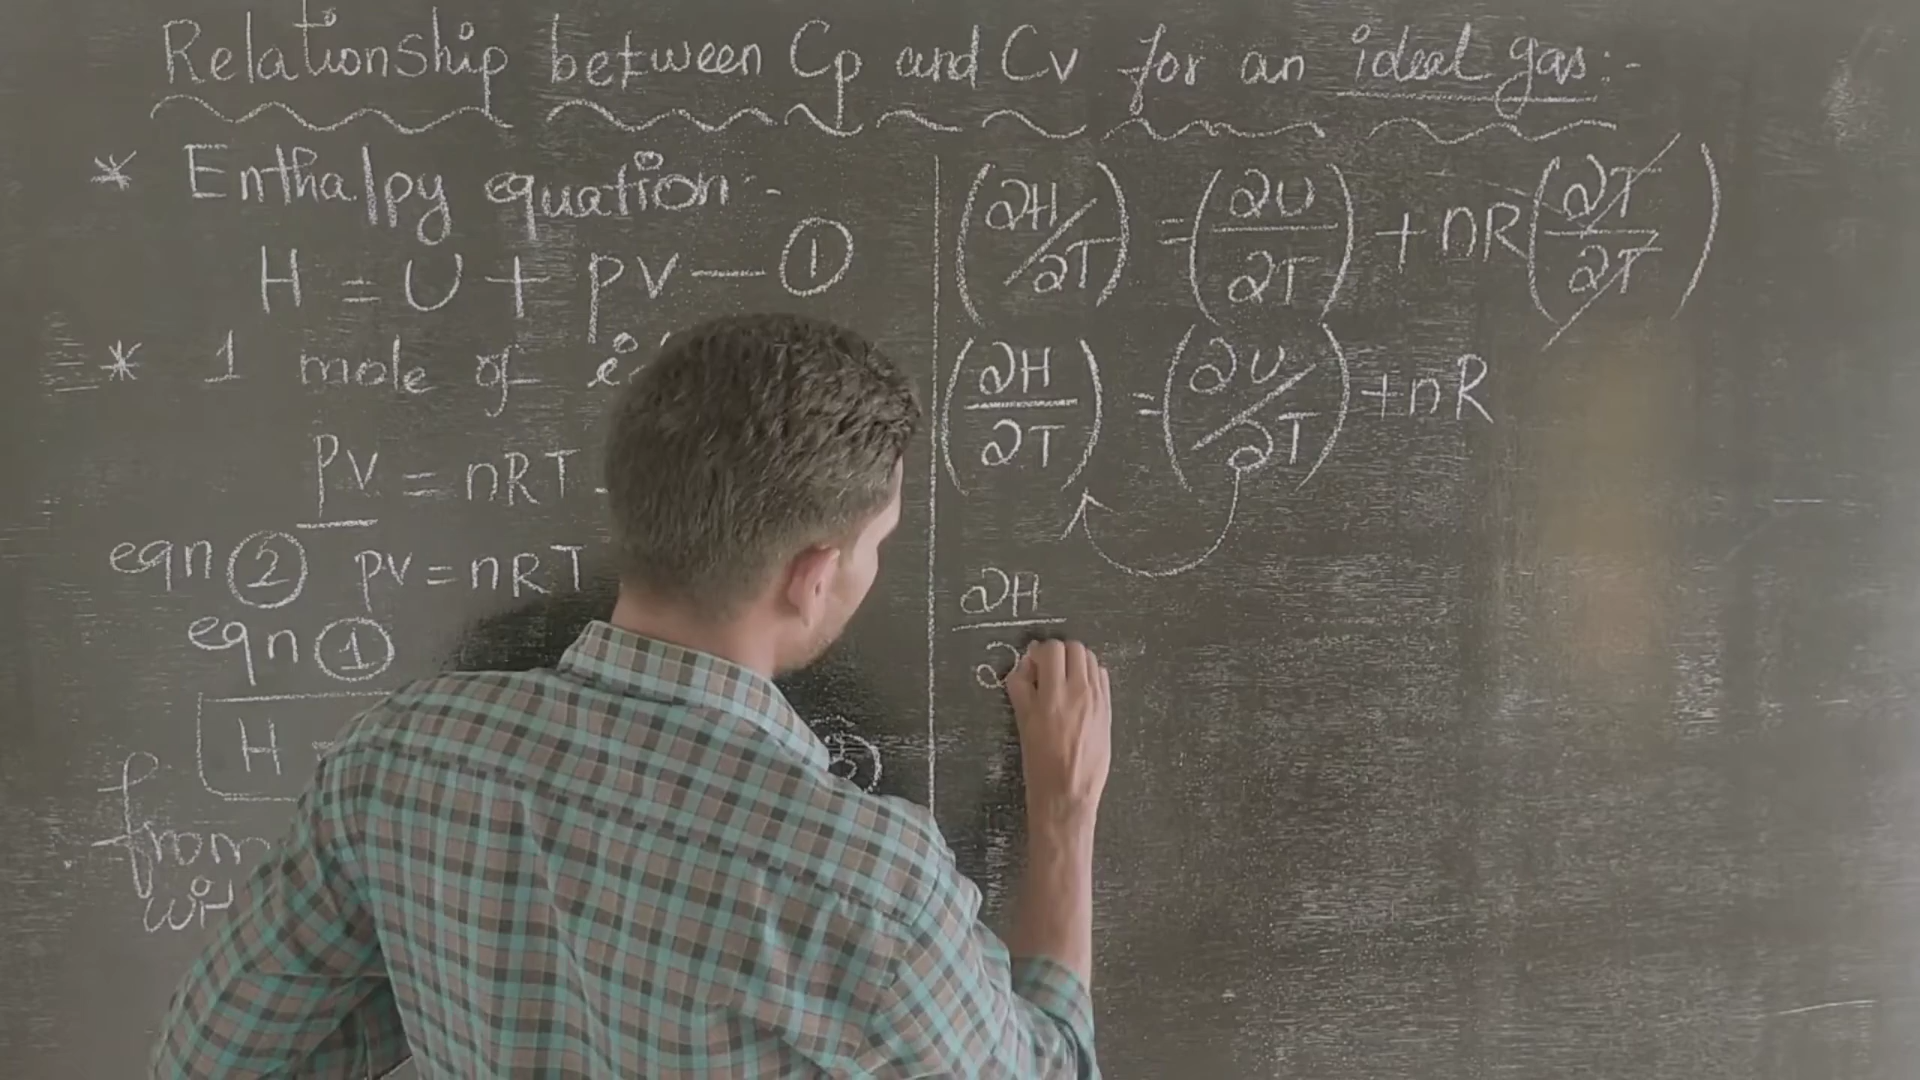 Relationship between Cp and Cv for an ideal gas:-
* Enthalpy equation:-
H = U + PV — ①
* 1 mole of
PV = nRT
eqn ② PV = nRT
eqn ①
H =
③
from
(∂H/∂T) = (∂U/∂T) + nR(∂T/∂T)
(∂H/∂T) = (∂U/∂T) + nR
∂H
∂